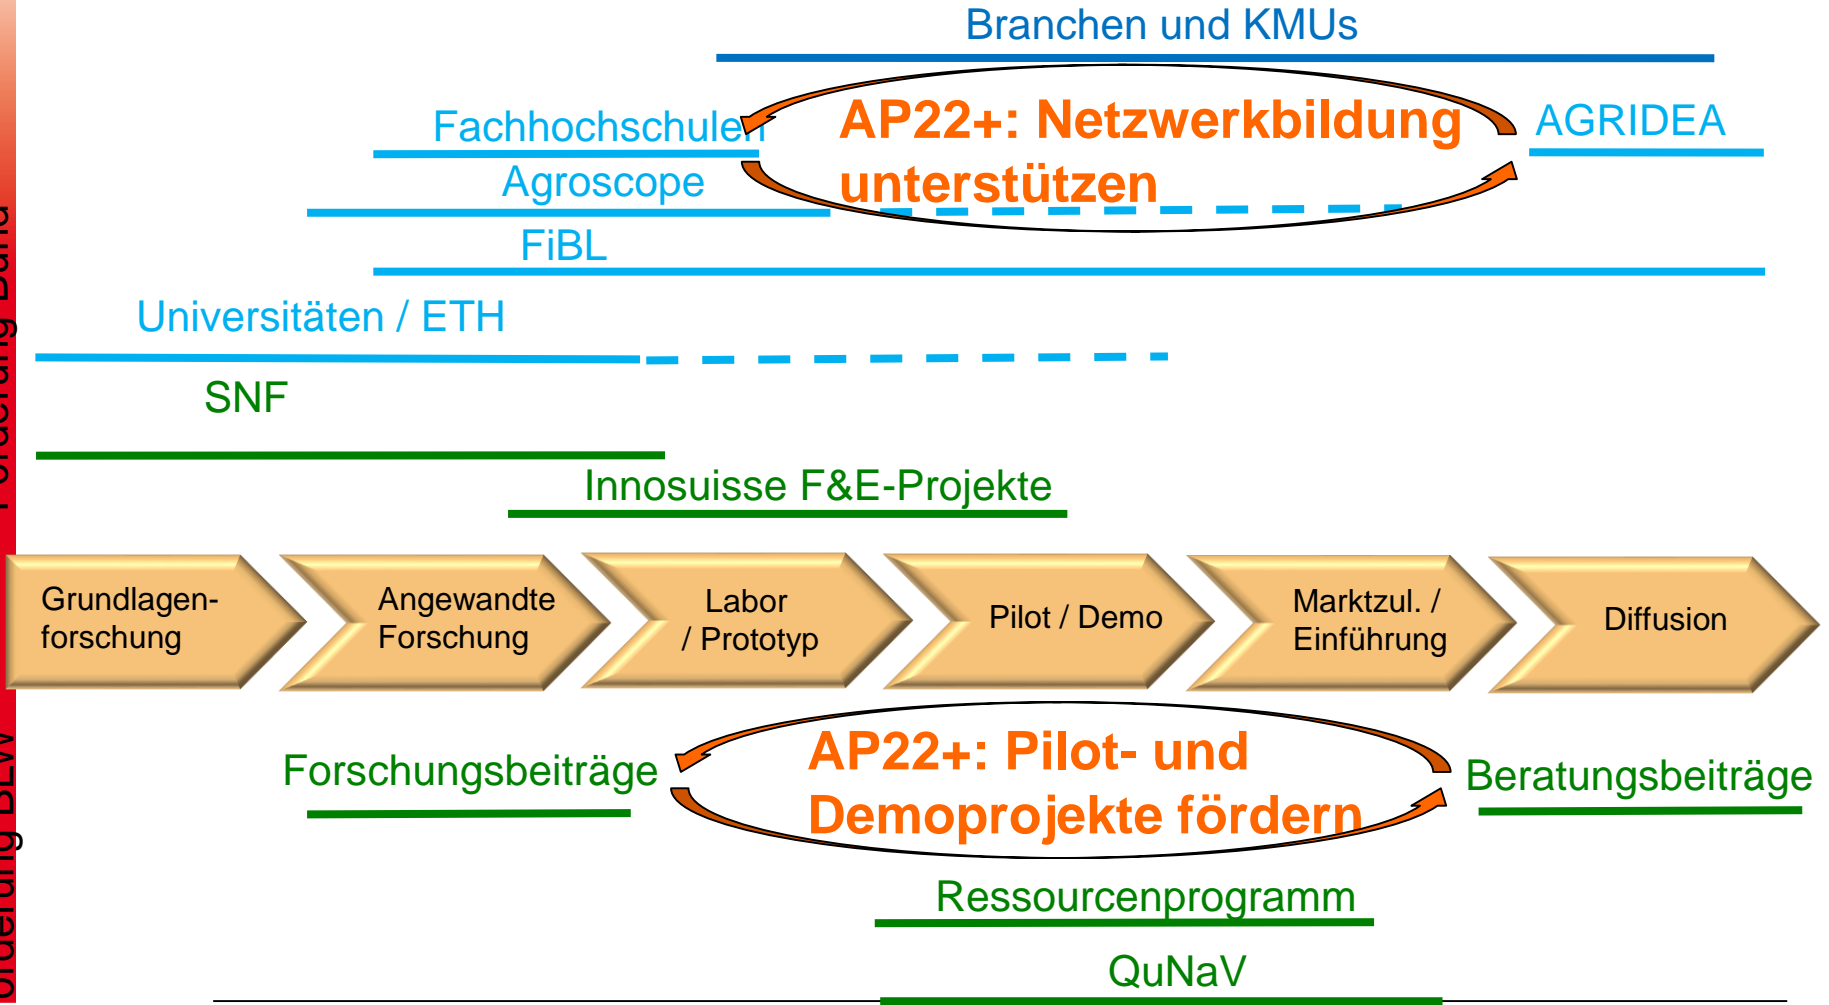 Branchen und KMUs
Fachhochschulen
AP22+: Netzwerkbildung
unterstützen
AGRIDEA
Agroscope
FiBL
Universitäten / ETH
SNF
Innosuisse F&E-Projekte
Grundlagen-
forschung
Angewandte
Forschung
Labor
/ Prototyp
Pilot / Demo
Marktzul. /
Einführung
Diffusion
Forschungsbeiträge
AP22+: Pilot- und
Demoprojekte fördern
Beratungsbeiträge
Ressourcenprogramm
QuNaV